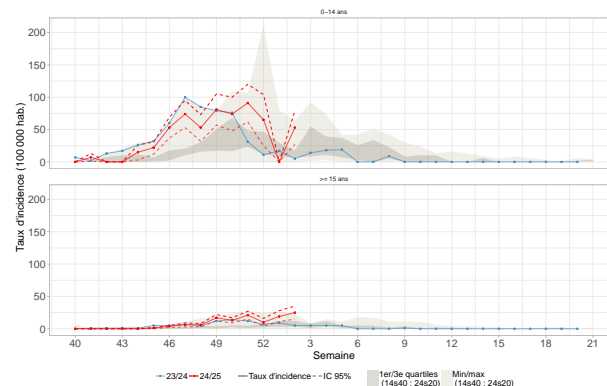 0−14 ans
200
150
100
50
0
>= 15 ans
200
150
100
50
0
Taux d'incidence (100 000 hab.)
40 43 46 49 52 3 6 9 12 15 18 21
Semaine
23/24 24/25 Taux d'incidence IC 95% 1er/3e quartiles (14s40 : 24s20) Min/max (14s40 : 24s20)